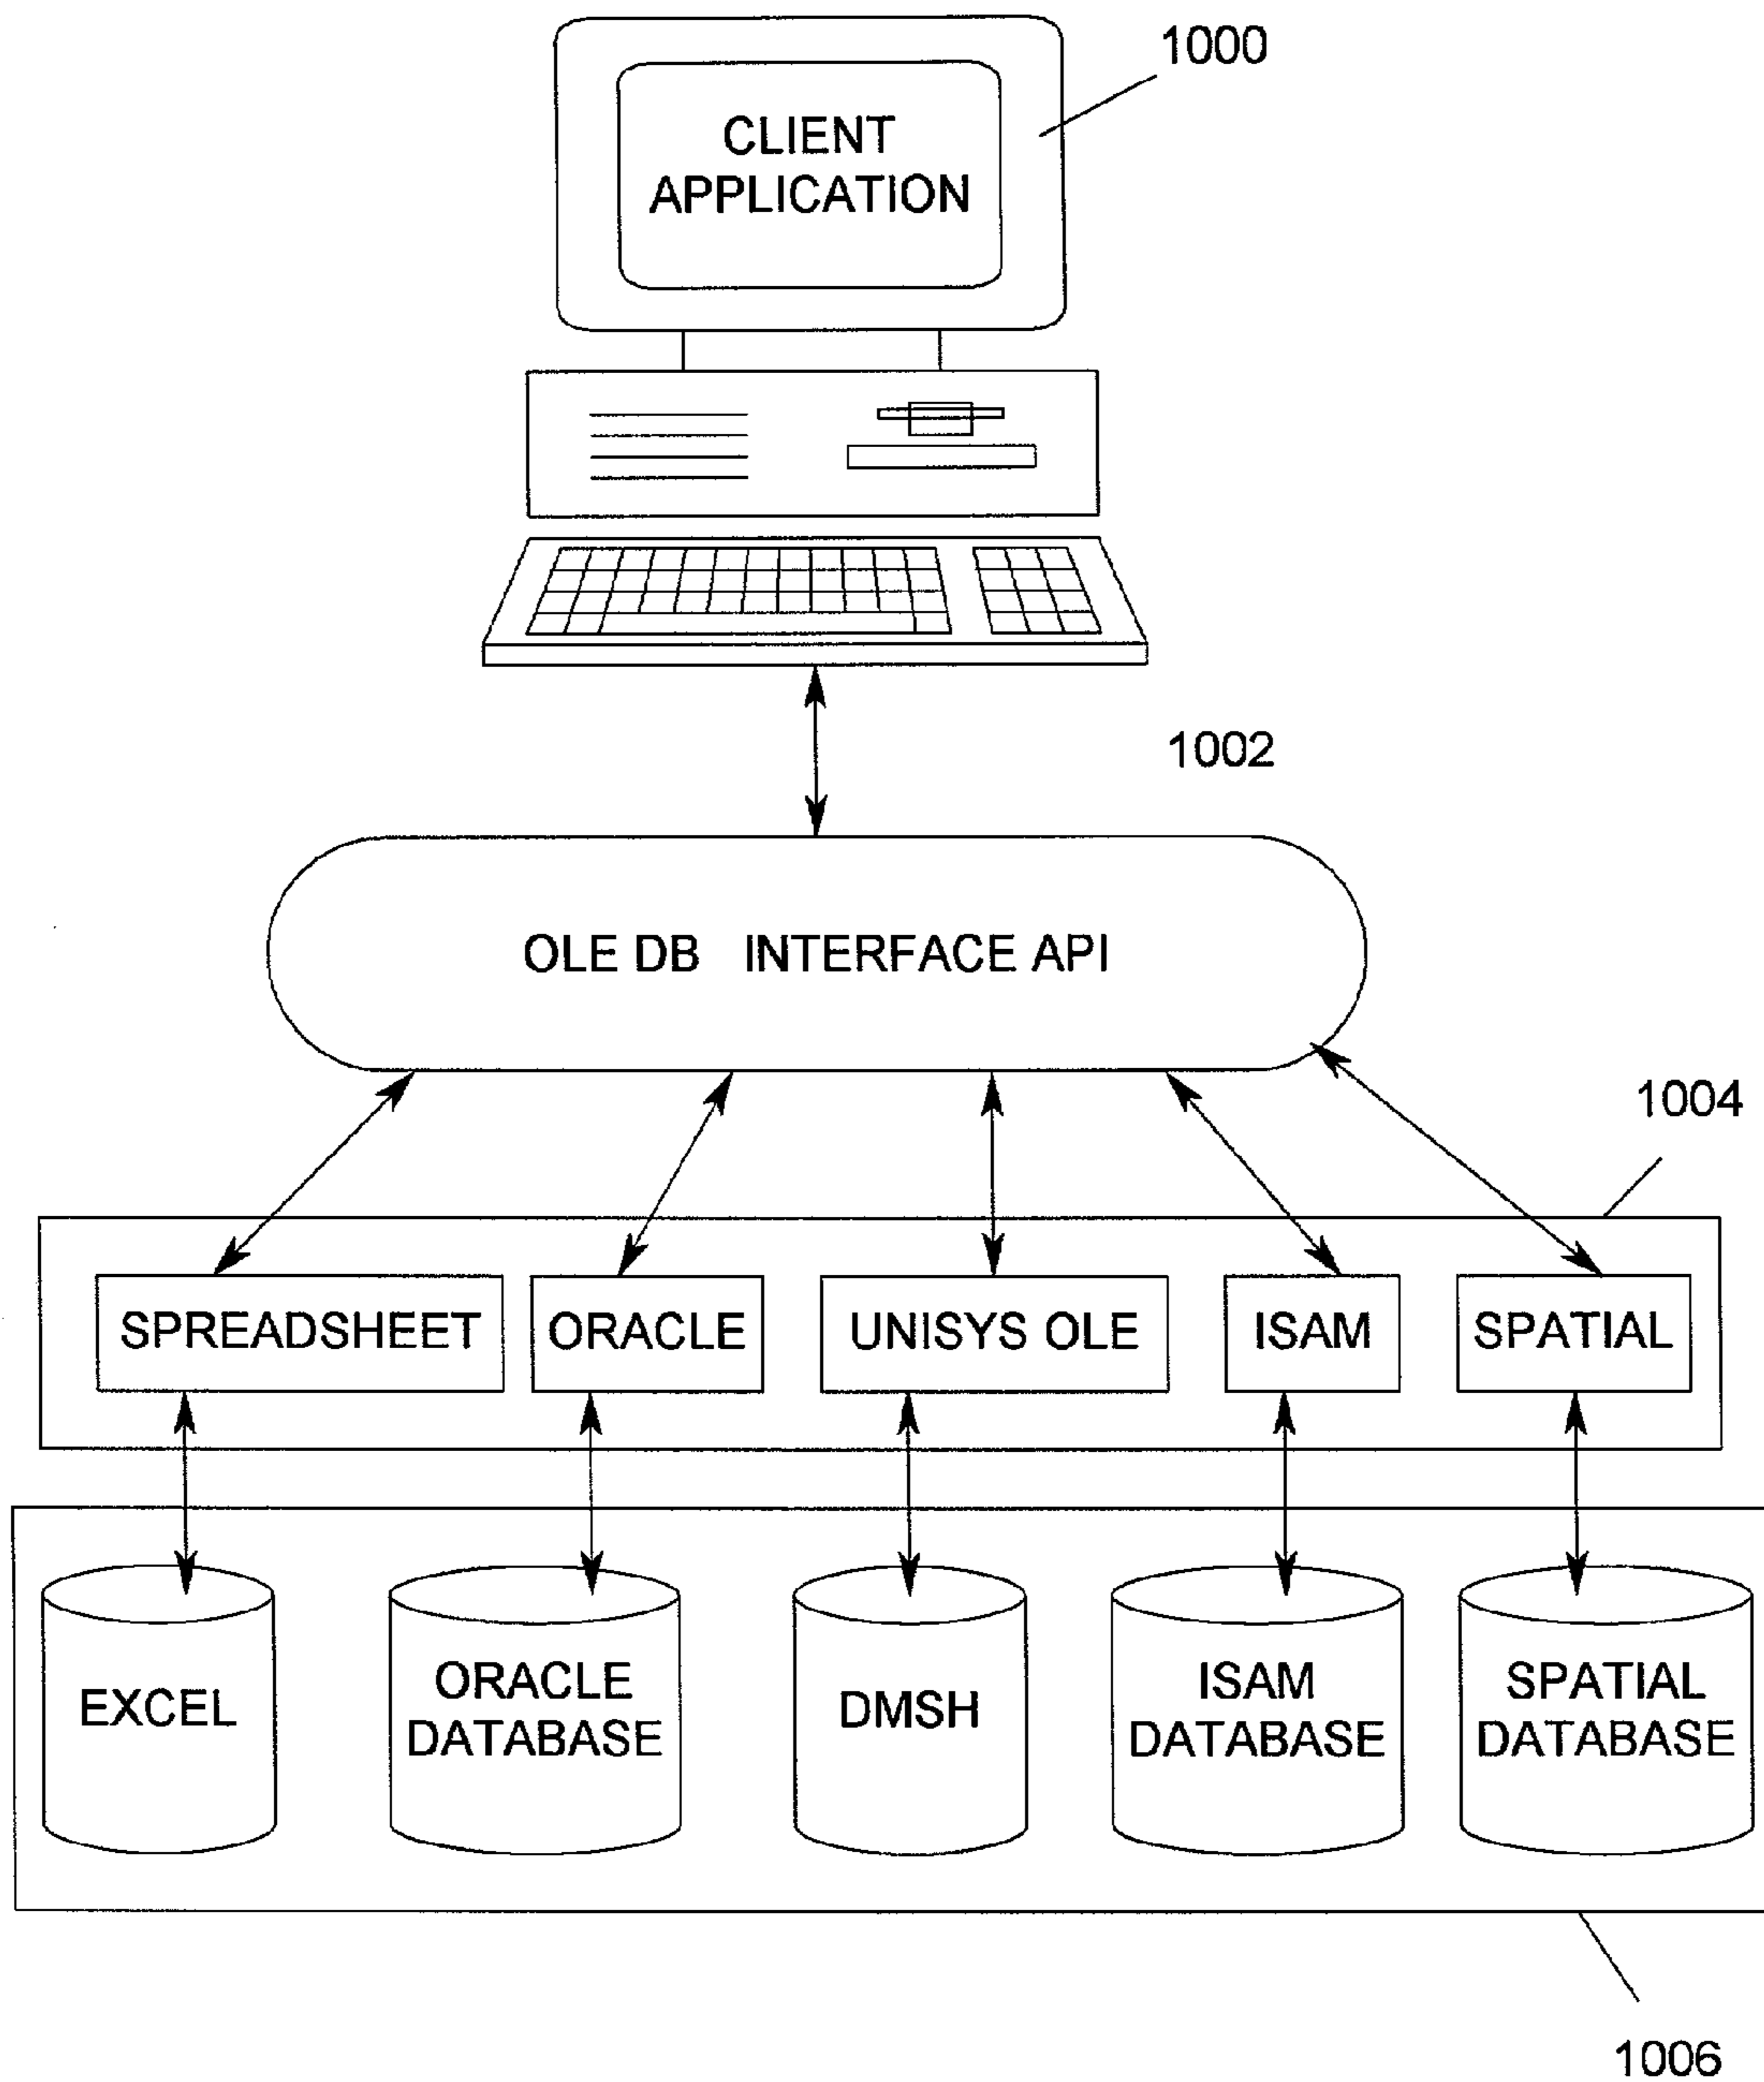 1000
CLIENT
APPLICATION
1002
OLE DB INTERFACE API
1004
SPREADSHEET
ORACLE
UNISYS OLE
ISAM
SPATIAL
EXCEL
ORACLE
DATABASE
DMSH
ISAM
DATABASE
SPATIAL
DATABASE
1006